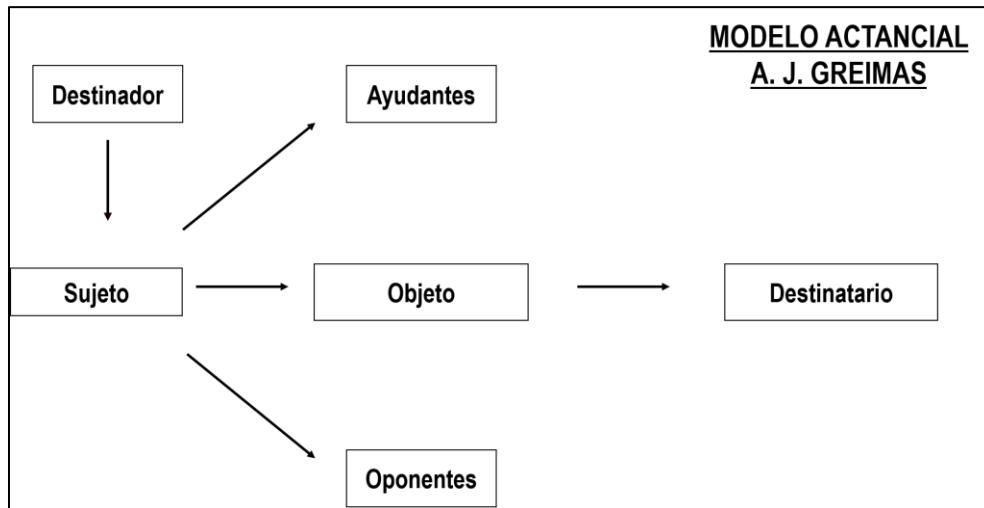 MODELO ACTANCIAL
A. J. GREIMAS
Destinador
Ayudantes
Sujeto
Objeto
Destinatario
Oponentes